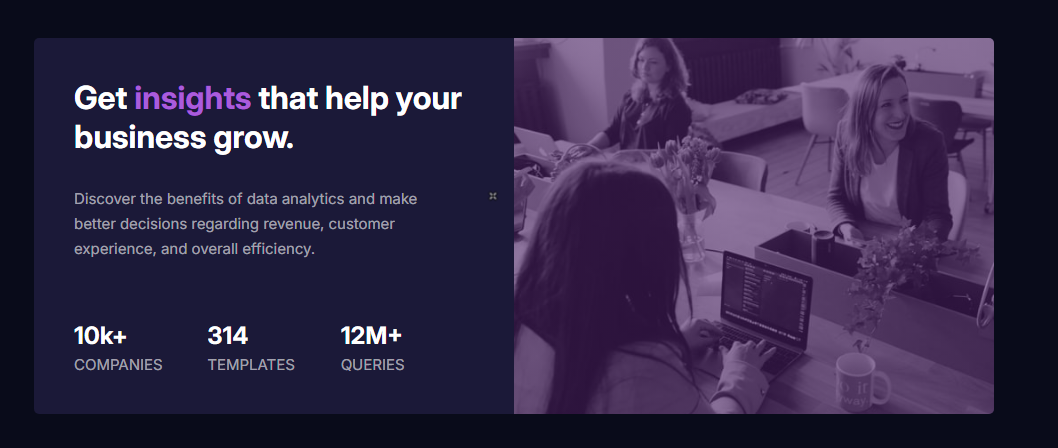 Get insights that help your
business grow.
Discover the benefits of data analytics and make
better decisions regarding revenue, customer
experience, and overall efficiency.
10k+ 314 12M+
COMPANIES TEMPLATES QUERIES